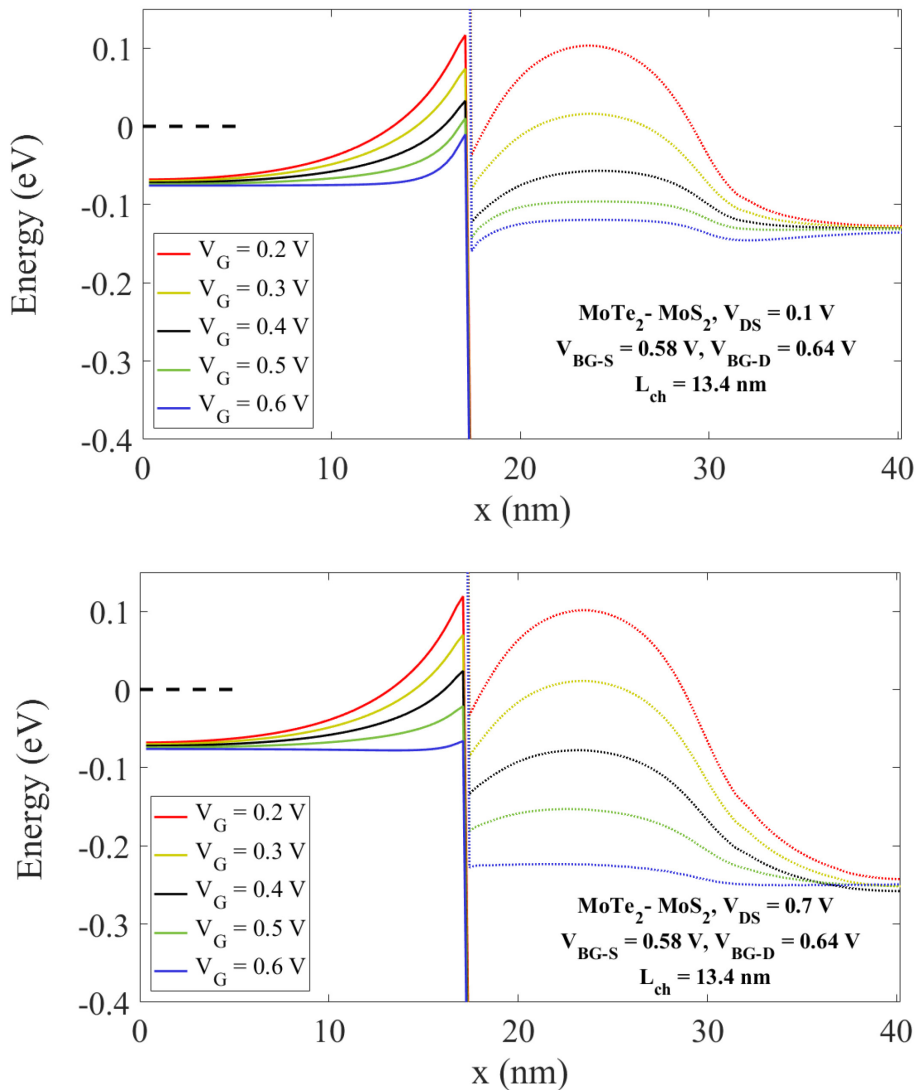 0.1
0
-0.1
-0.2
-0.3
-0.4
Energy (eV)
V_G = 0.2 V
V_G = 0.3 V
V_G = 0.4 V
V_G = 0.5 V
V_G = 0.6 V
MoTe_2- MoS_2, V_DS = 0.1 V
V_BG-S = 0.58 V, V_BG-D = 0.64 V
L_ch = 13.4 nm
0 10 20 30 40
x (nm)
0.1
0
-0.1
-0.2
-0.3
-0.4
Energy (eV)
V_G = 0.2 V
V_G = 0.3 V
V_G = 0.4 V
V_G = 0.5 V
V_G = 0.6 V
MoTe_2- MoS_2, V_DS = 0.7 V
V_BG-S = 0.58 V, V_BG-D = 0.64 V
L_ch = 13.4 nm
0 10 20 30 40
x (nm)